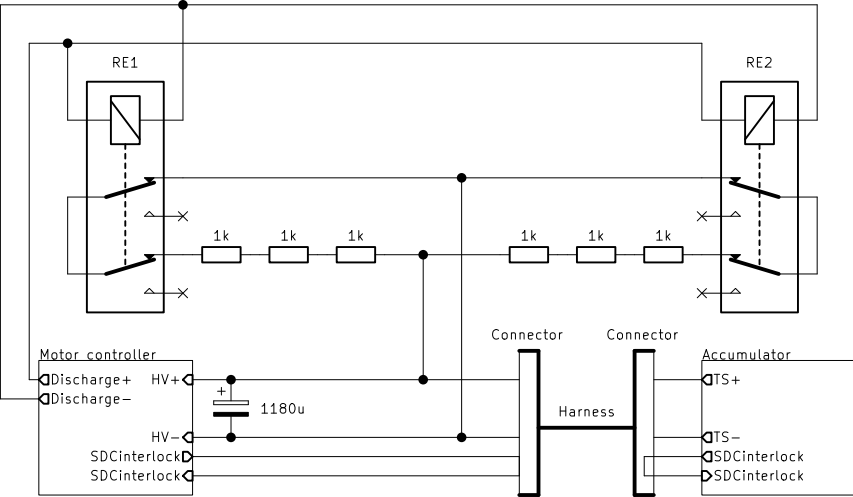 RE1
RE2
1k
1k
1k
1k
1k
1k
Connector
Connector
Motor controller
Accumulator
Discharge+
HV+
TS+
Discharge-
+
1180u
Harness
HV-
TS-
SDCinterlock
SDCinterlock
SDCinterlock
SDCinterlock